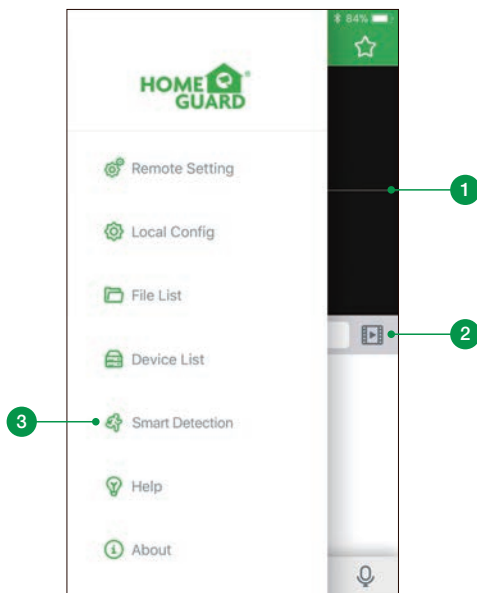 84%
HOME
GUARD®
Remote Setting
1
Local Config
File List
2
Device List
3
Smart Detection
Help
About